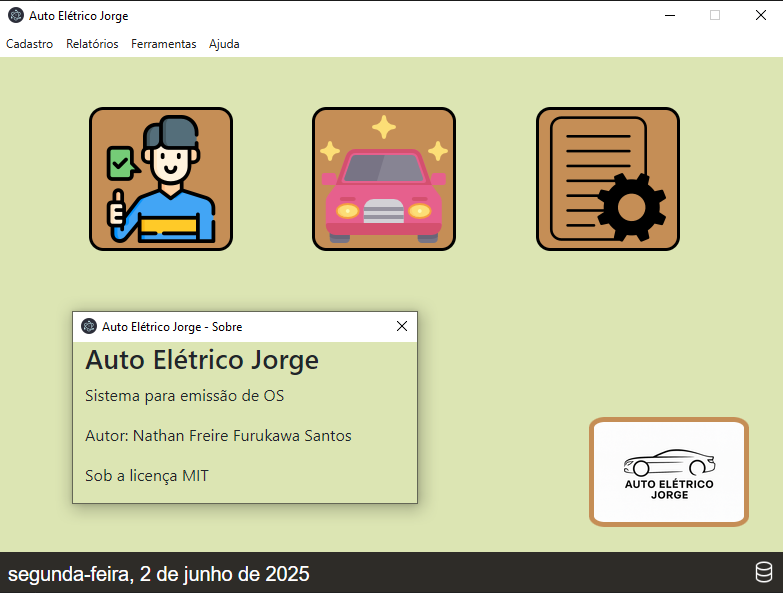 Auto Elétrico Jorge
Cadastro Relatórios Ferramentas Ajuda
Auto Elétrico Jorge - Sobre
Auto Elétrico Jorge
Sistema para emissão de OS
Autor: Nathan Freire Furukawa Santos
Sob a licença MIT
AUTO ELÉTRICO
JORGE
segunda-feira, 2 de junho de 2025